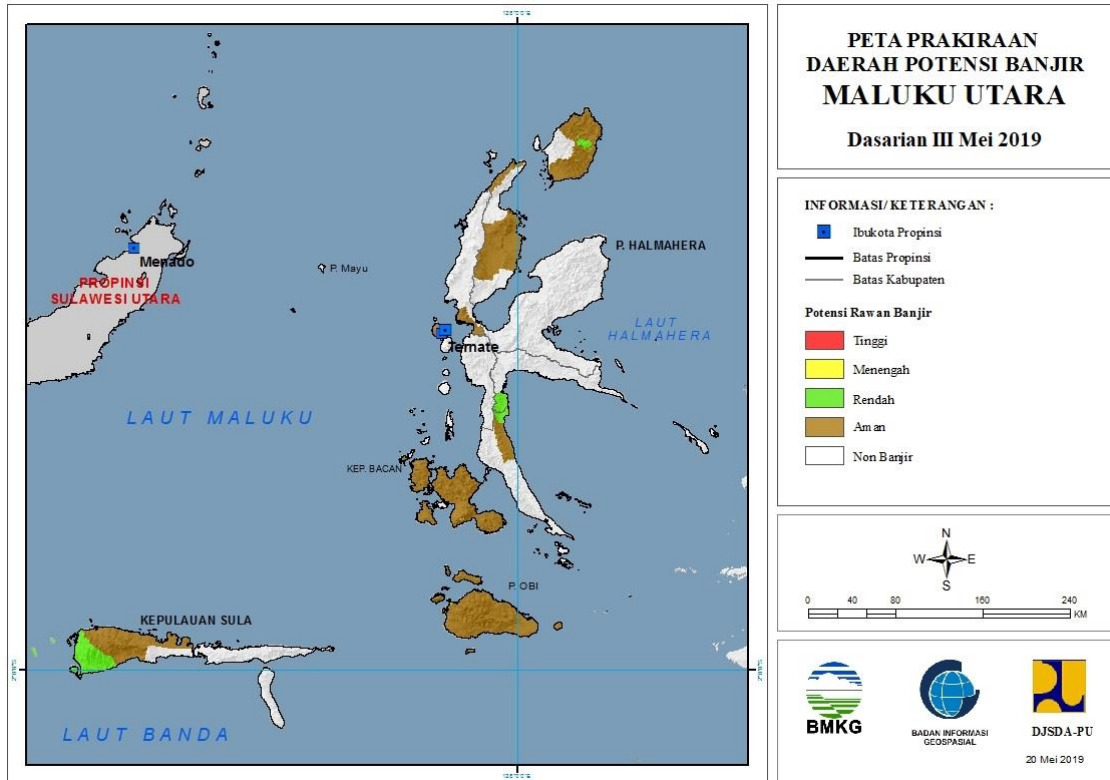 PETA PRAKIRAAN
DAERAH POTENSI BANJIR
MALUKU UTARA
Dasarian III Mei 2019
INFORMASI/ KETERANGAN :
Ibukota Propinsi
Batas Propinsi
Batas Kabupaten
Potensi Rawan Banjir
Tinggi
Menengah
Rendah
Aman
Non Banjir
N
W
E
S
0
40
80
160
240
KM
BMKG
BADAN INFORMASI
GEOSPASIAL
DJSDA-PU
20 Mei 2019
Menado
PROPINSI
SULAWESI UTARA
P. Mayu
P. HALMAHERA
LAUT
HALMAHERA
Ternate
LAUT MALUKU
KEP. BACAN
P. OBI
KEPULAUAN SULA
LAUT BANDA